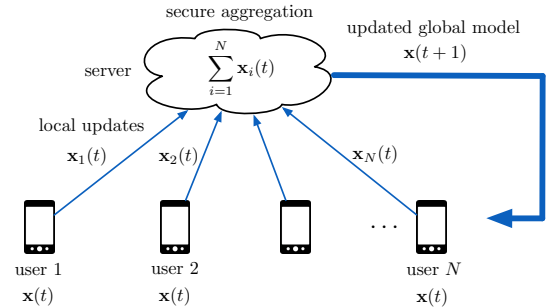 secure aggregation
updated global model
x(t+1)
server
N
∑ x_i(t)
i=1
local updates
x_1(t)
x_2(t)
x_N(t)
...
user 1
user 2
user N
x(t)
x(t)
x(t)